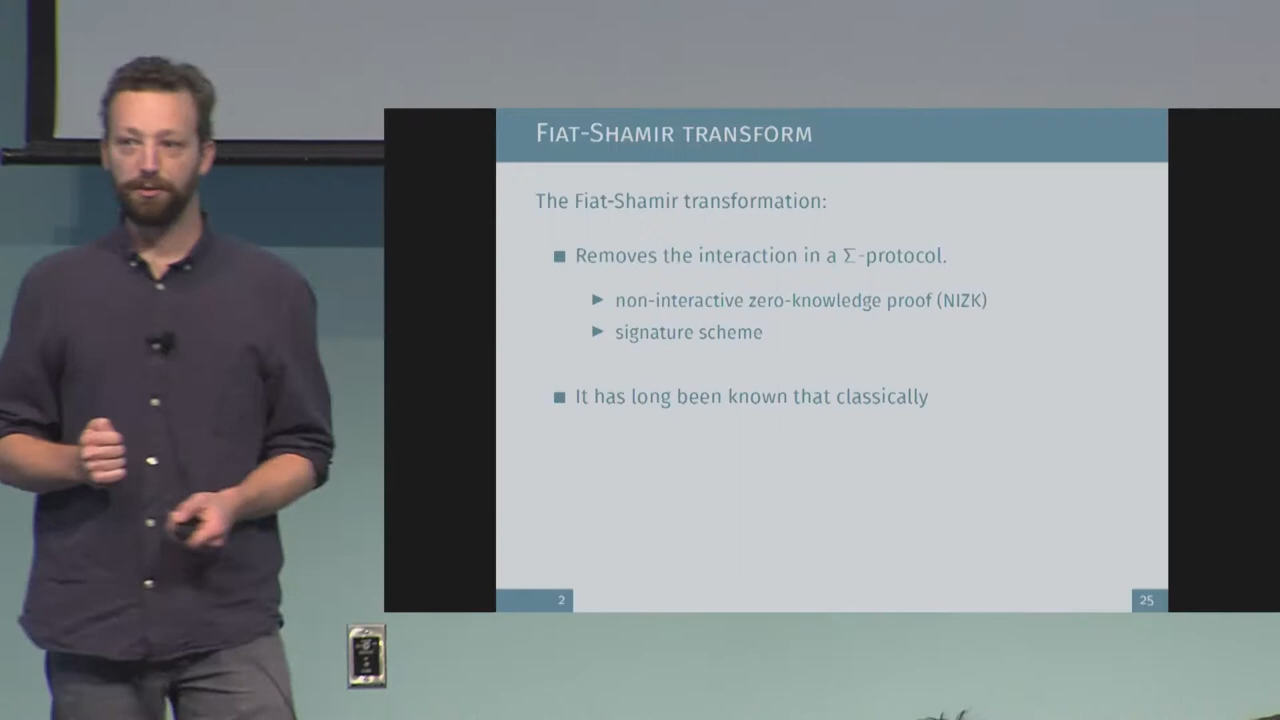 FIAT-SHAMIR TRANSFORM
The Fiat-Shamir transformation:
■ Removes the interaction in a Σ-protocol.
▶ non-interactive zero-knowledge proof (NIZK)
▶ signature scheme
■ It has long been known that classically
2
25